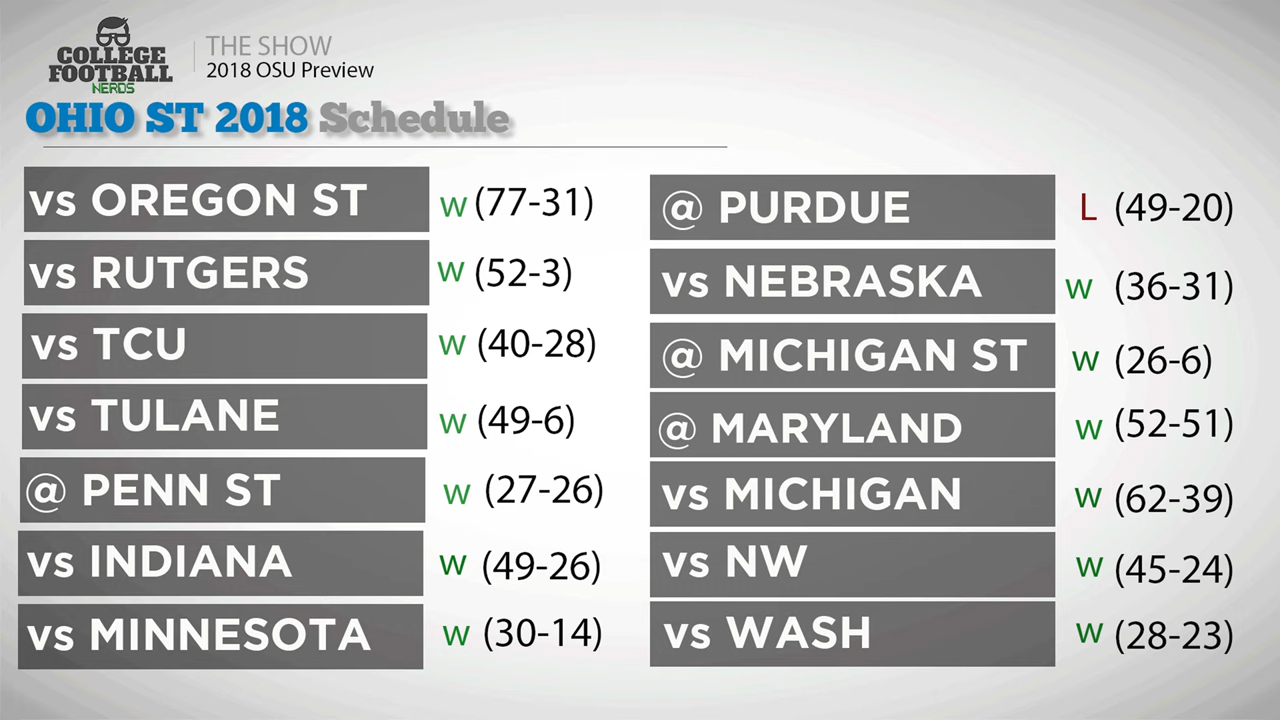 COLLEGE
FOOTBALL
NERDS
THE SHOW
2018 OSU Preview
OHIO ST 2018 Schedule
vs OREGON ST W (77-31)
vs RUTGERS W (52-3)
vs TCU W (40-28)
vs TULANE W (49-6)
@ PENN ST W (27-26)
vs INDIANA W (49-26)
vs MINNESOTA W (30-14)
@ PURDUE L (49-20)
vs NEBRASKA W (36-31)
@ MICHIGAN ST W (26-6)
@ MARYLAND W (52-51)
vs MICHIGAN W (62-39)
vs NW W (45-24)
vs WASH W (28-23)